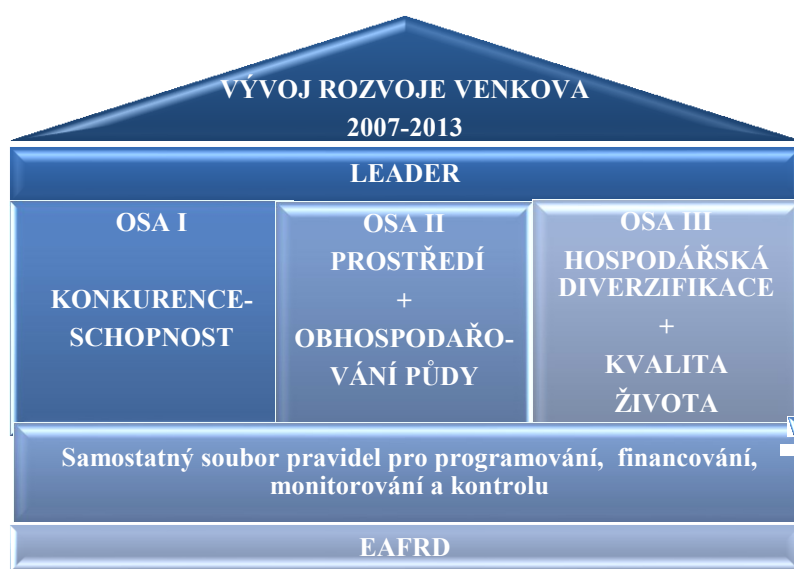 VÝVOJ ROZVOJE VENKOVA
2007-2013
LEADER
OSA I
KONKURENCE-
SCHOPNOST
OSA II
PROSTŘEDÍ
+
OBHOSPODAŘO-
VÁNÍ PŮDY
OSA III
HOSPODÁŘSKÁ
DIVERZIFIKACE
+
KVALITA
ŽIVOTA
Samostatný soubor pravidel pro programování, financování,
monitorování a kontrolu
EAFRD